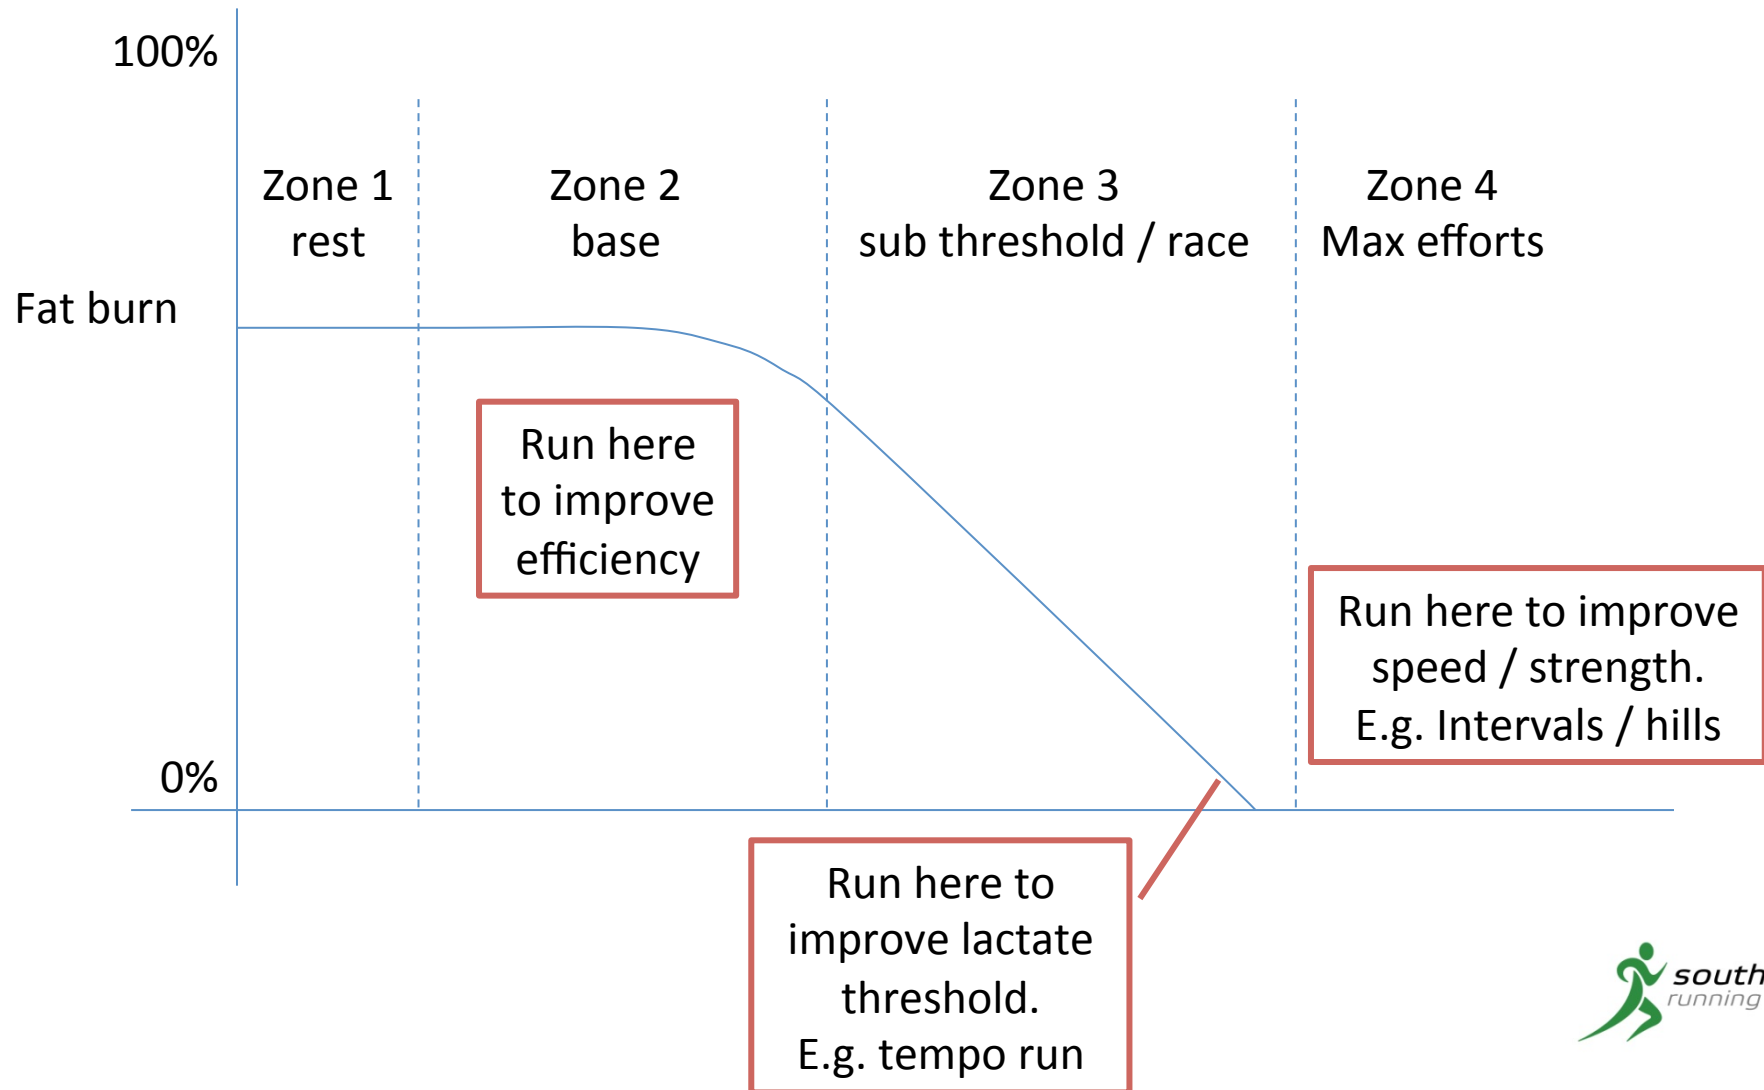 100%
Zone 1
rest
Zone 2
base
Zone 3
sub threshold / race
Zone 4
Max efforts
Fat burn
Run here
to improve
efficiency
Run here to improve
speed / strength.
E.g. Intervals / hills
0%
Run here to
improve lactate
threshold.
E.g. tempo run
south
running